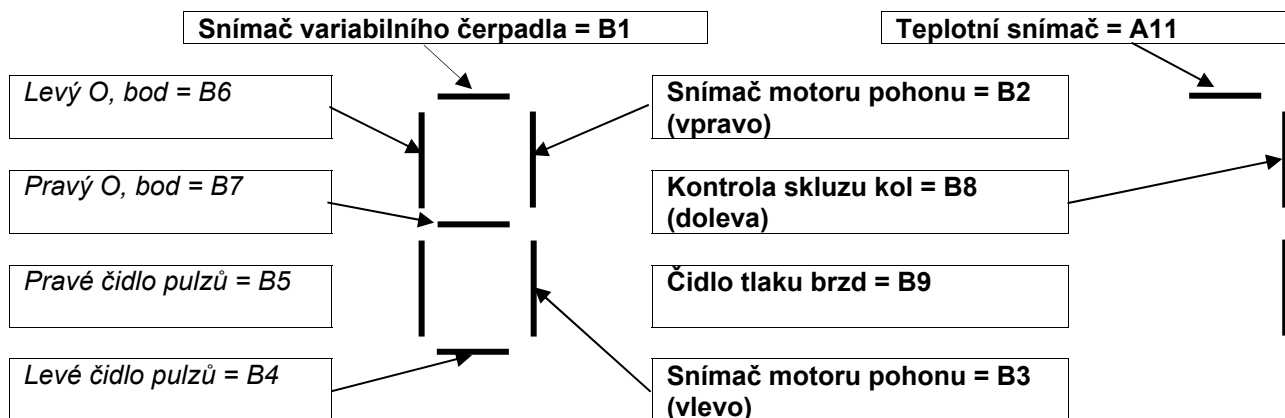 Snímač variabilního čerpadla = B1
Teplotní snímač = A11
Levý O, bod = B6
Snímač motoru pohonu = B2
(vpravo)
Pravý O, bod = B7
Kontrola skluzu kol = B8
(doleva)
Pravé čidlo pulzů = B5
Čidlo tlaku brzd = B9
Levé čidlo pulzů = B4
Snímač motoru pohonu = B3
(vlevo)